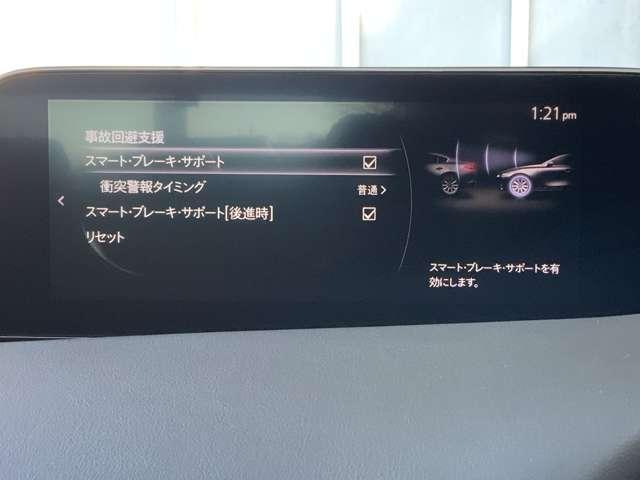 1:21pm
事故回避支援
スマート・ブレーキ・サポート
衝突警報タイミング 普通
スマート・ブレーキ・サポート[後進時]
リセット
スマート・ブレーキ・サポートを有
効にします。